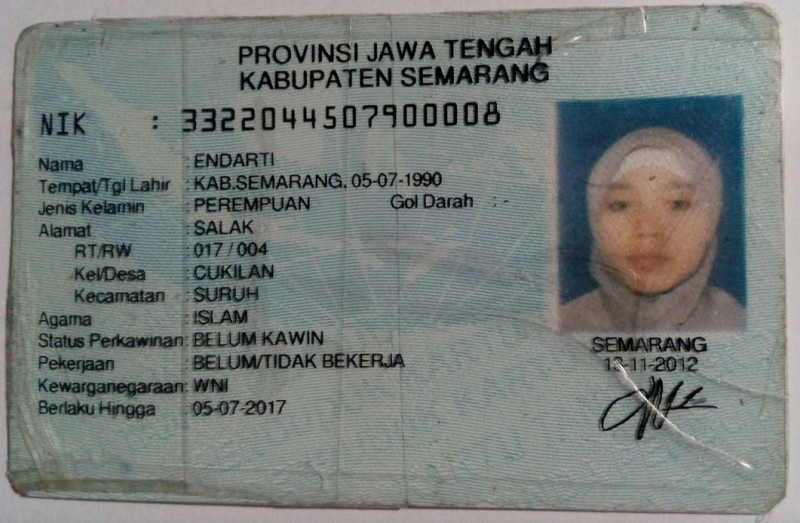 PROVINSI JAWA TENGAH
KABUPATEN SEMARANG
NIK : 3322044507900008
Nama : ENDARTI
Tempat/Tgl Lahir : KAB.SEMARANG, 05-07-1990
Jenis Kelamin : PEREMPUAN Gol Darah : -
Alamat : SALAK
RT/RW : 017 / 004
Kel/Desa : CUKILAN
Kecamatan : SURUH
Agama : ISLAM
Status Perkawinan: BELUM KAWIN
Pekerjaan : BELUM/TIDAK BEKERJA
Kewarganegaraan: WNI
Berlaku Hingga : 05-07-2017
SEMARANG
13-11-2012